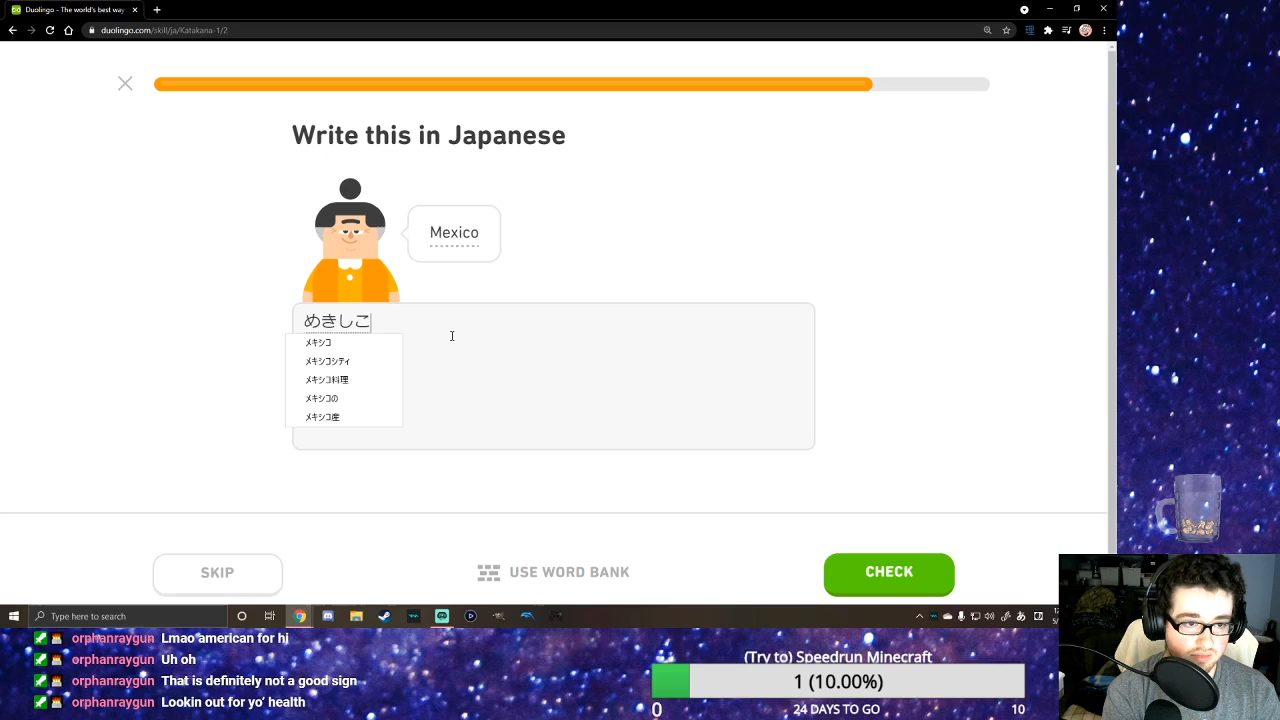 Duolingo - The world's best way
duolingo.com/skill/ja/Katakana-1/2
Write this in Japanese
Mexico
めきしこ
メキシコ
メキシコシティ
メキシコ料理
メキシコの
メキシコ産
SKIP
USE WORD BANK
CHECK
Type here to search
orphanraygun Lmao american for hi
orphanraygun Uh oh
orphanraygun That is definitely not a good sign
orphanraygun Lookin out for yo' health
(Try to) Speedrun Minecraft
1 (10.00%)
0
24 DAYS TO GO
10